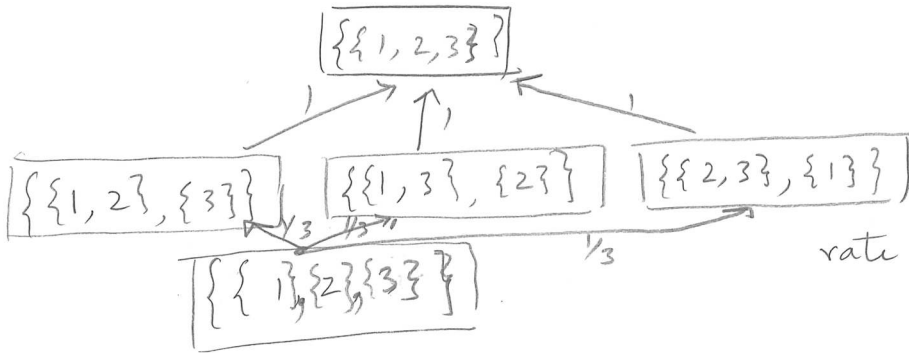 {{1, 2, 3}}
1 1 1
{{1, 2}, {3}} {{1, 3}, {2}} {{2, 3}, {1}}
1/3 1/3 1/3 rate
{{1}, {2}, {3}}